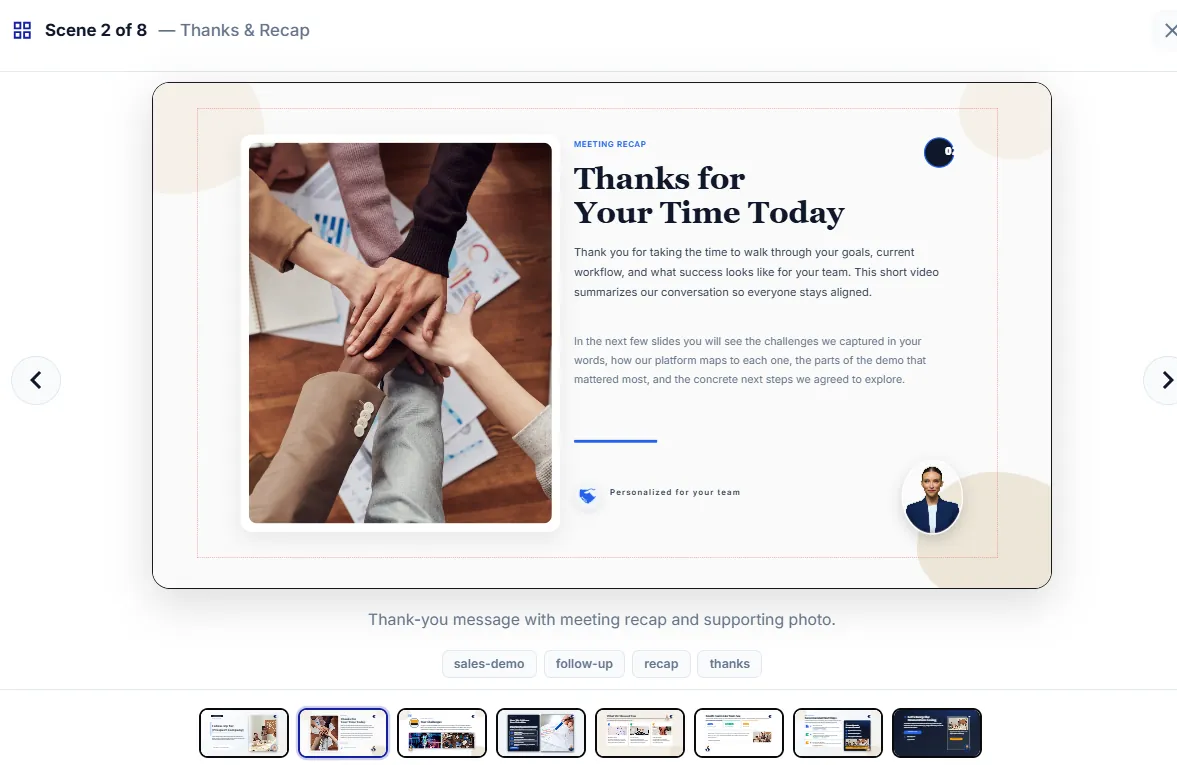 Scene 2 of 8 — Thanks & Recap
MEETING RECAP
Thanks for
Your Time Today
Thank you for taking the time to walk through your goals, current
workflow, and what success looks like for your team. This short video
summarizes our conversation so everyone stays aligned.
In the next few slides you will see the challenges we captured in your
words, how our platform maps to each one, the parts of the demo that
mattered most, and the concrete next steps we agreed to explore.
Personalized for your team
Thank-you message with meeting recap and supporting photo.
sales-demo
follow-up
recap
thanks